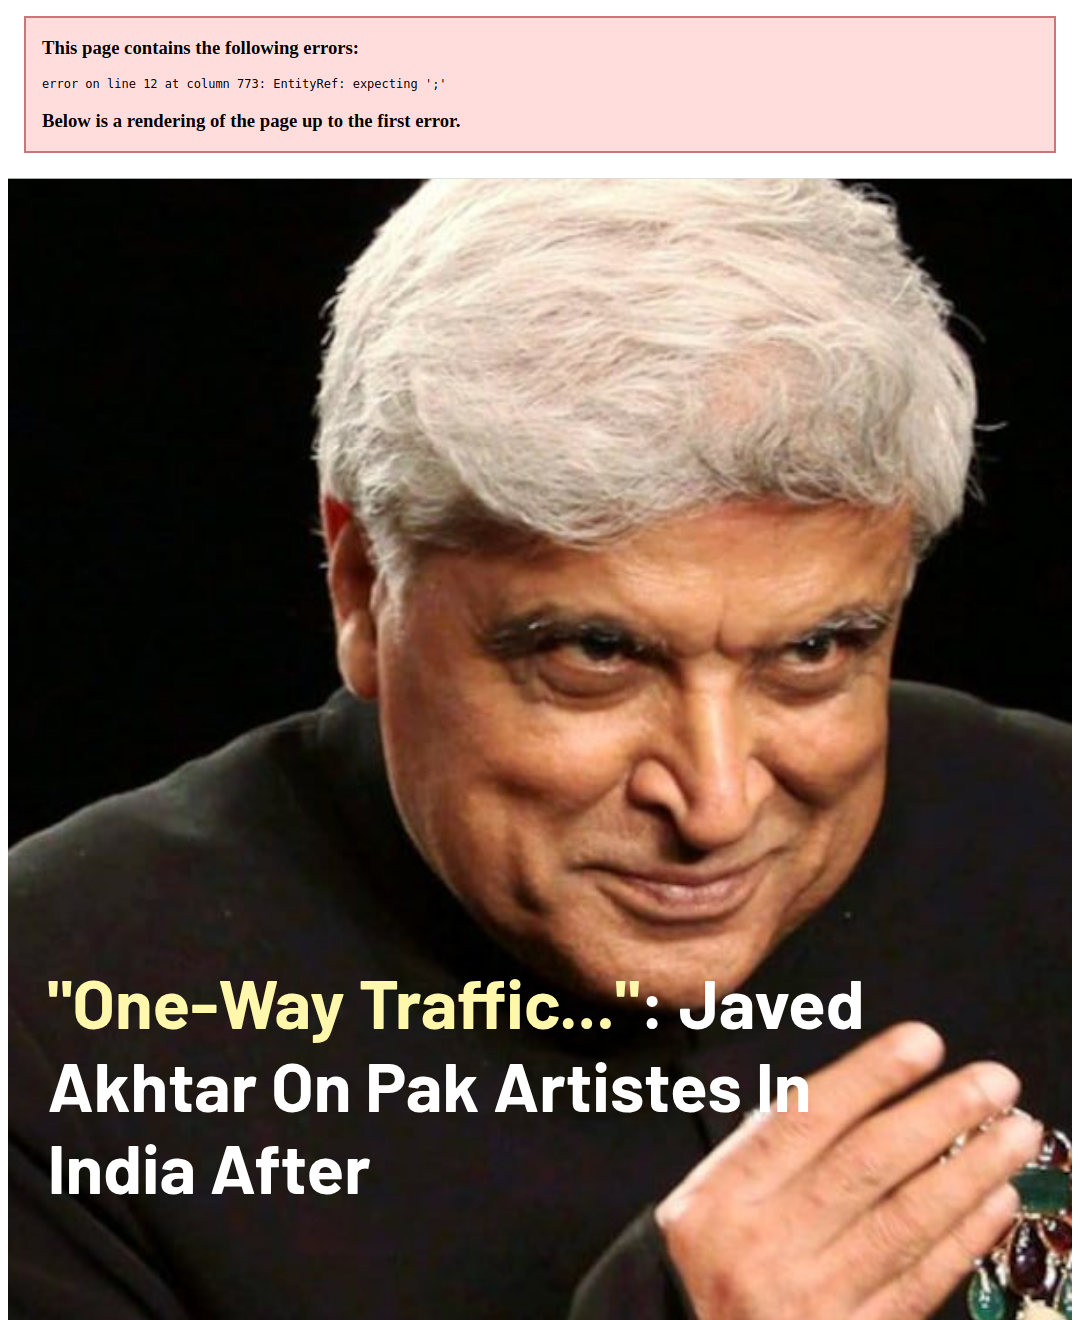 This page contains the following errors:
error on line 12 at column 773: EntityRef: expecting ';'
Below is a rendering of the page up to the first error.
"One-Way Traffic...": Javed
Akhtar On Pak Artistes In
India After